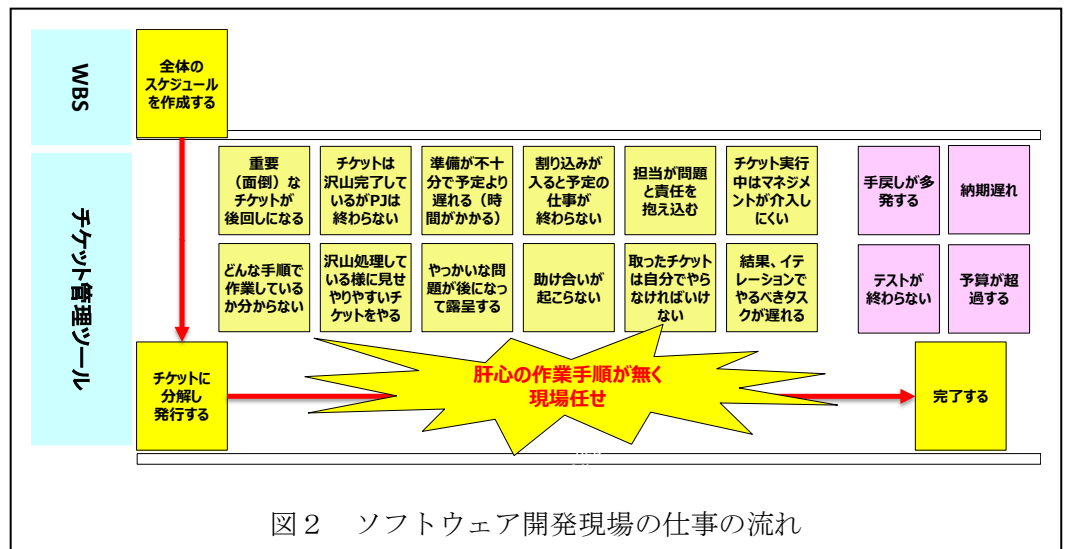 WBS
全体の
スケジュール
を作成する
チケット管理ツール
重要
（面倒）な
チケットが
後回しになる
チケットは
沢山完了して
いるがPJは
終わらない
準備が不十
分で予定より
遅れる（時
間がかかる）
割り込みが
入ると予定の
仕事が
終わらない
担当が問題
と責任を
抱え込む
チケット実行
中はマネジメ
ントが介入し
にくい
手戻しが多
発する
納期遅れ
どんな手順で
作業している
か分からない
沢山処理して
いる様に見せ
やりやすいチ
ケットをやる
やっかいな問
題が後になっ
て露呈する
助け合いが
起こらない
取ったチケット
は自分でやら
なければいけ
ない
結果、イテ
レーションで
やるべきタス
クが遅れる
テストが
終わらない
予算が超
過する
チケットに
分解し
発行する
肝心の作業手順が無く
現場任せ
完了する
図２　ソフトウェア開発現場の仕事の流れ